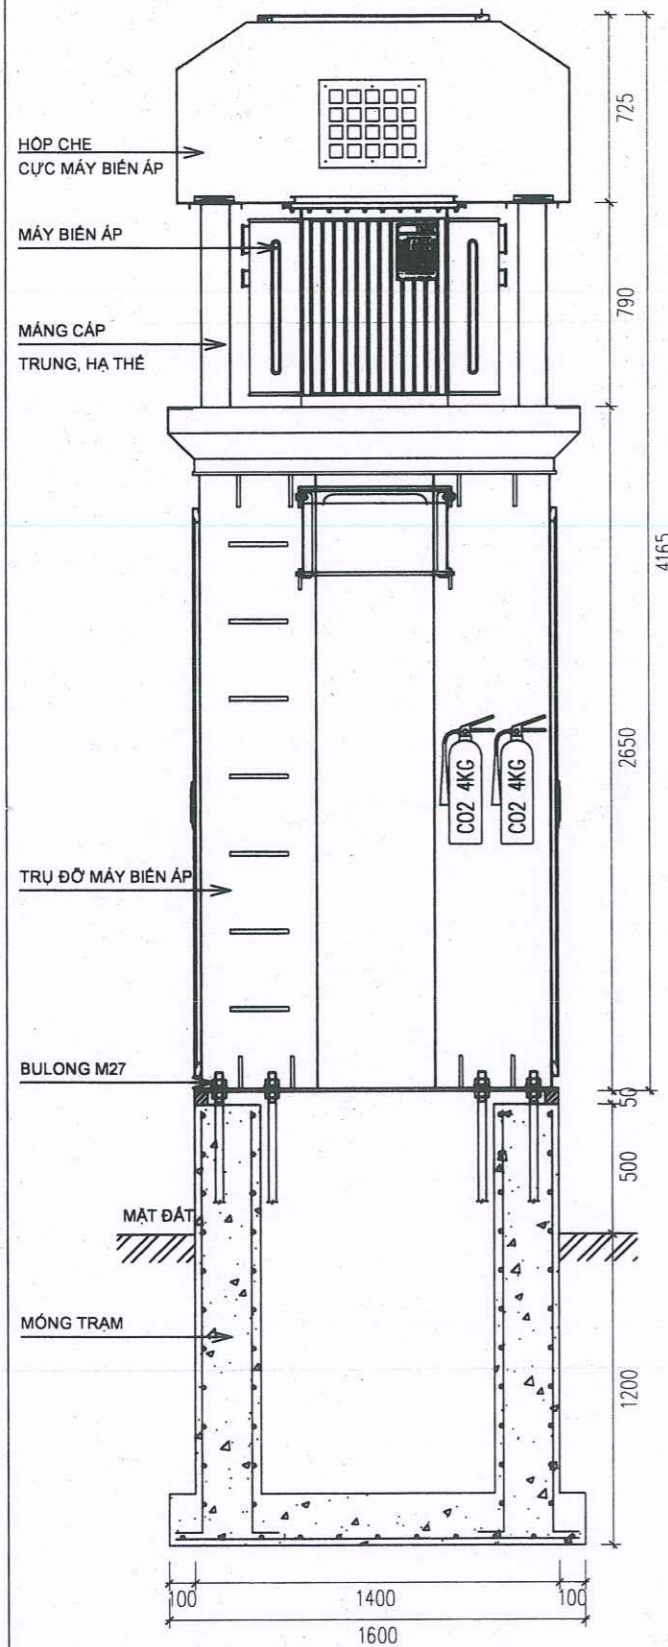 725
HỘP CHE
CỰC MÁY BIẾN ÁP
MÁY BIẾN ÁP
790
MÁNG CÁP
TRUNG, HẠ THẾ
4165
2650
CO2 4KG
CO2 4KG
TRỤ ĐỠ MÁY BIẾN ÁP
BULONG M27
50
500
MẶT ĐẤT
MÓNG TRẠM
1200
100
1400
100
1600